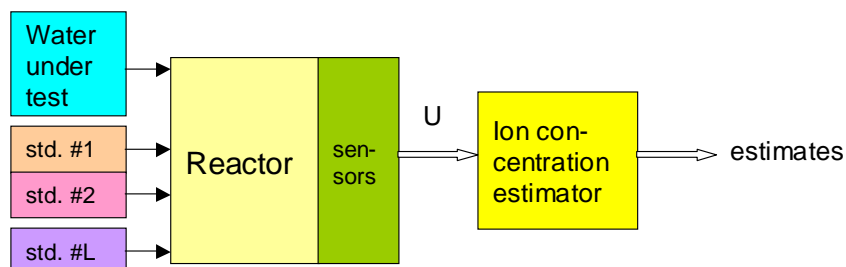 Water
under
test
std. #1
std. #2
std. #L
Reactor
sen-
sors
U
Ion con-
centration
estimator
estimates